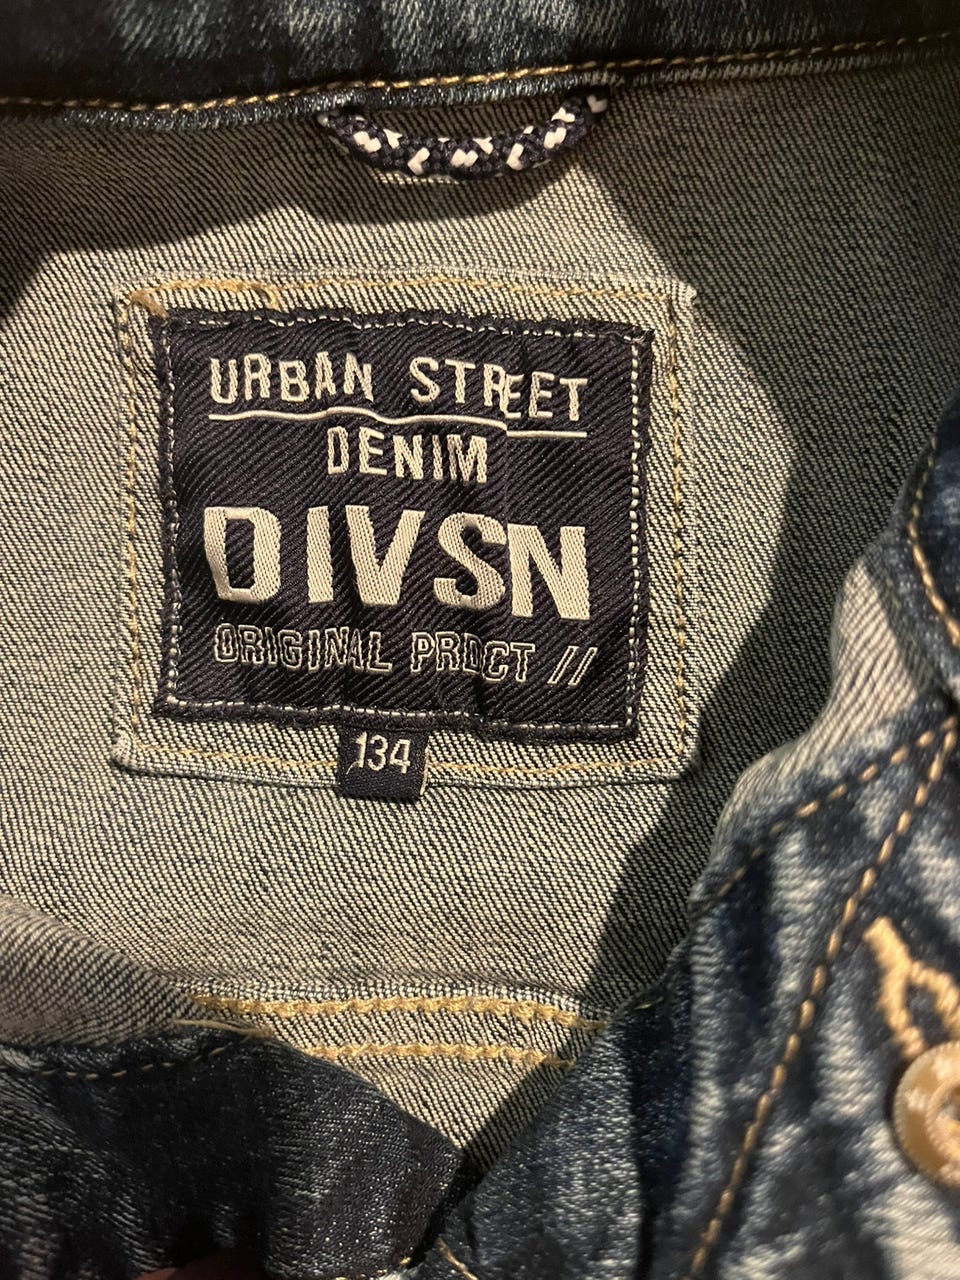 URBAN STREET
DENIM
DIVSN
ORIGINAL PRDCT //
134